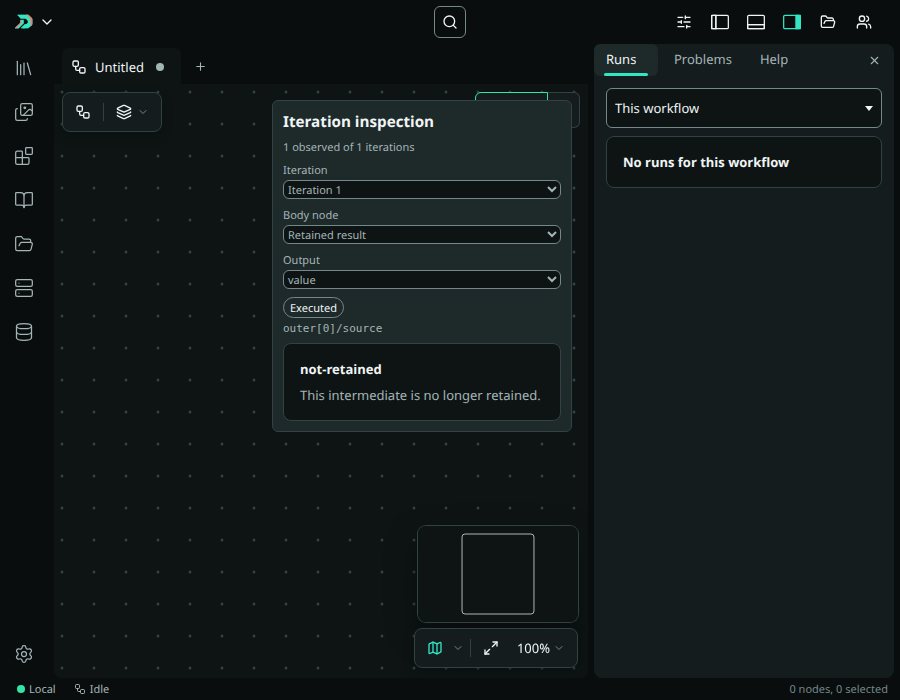 Untitled
Runs
Problems
Help
This workflow
No runs for this workflow
Iteration inspection
1 observed of 1 iterations
Iteration
Iteration 1
Body node
Retained result
Output
value
Executed
outer[0]/source
not-retained
This intermediate is no longer retained.
100%
Local
Idle
0 nodes, 0 selected